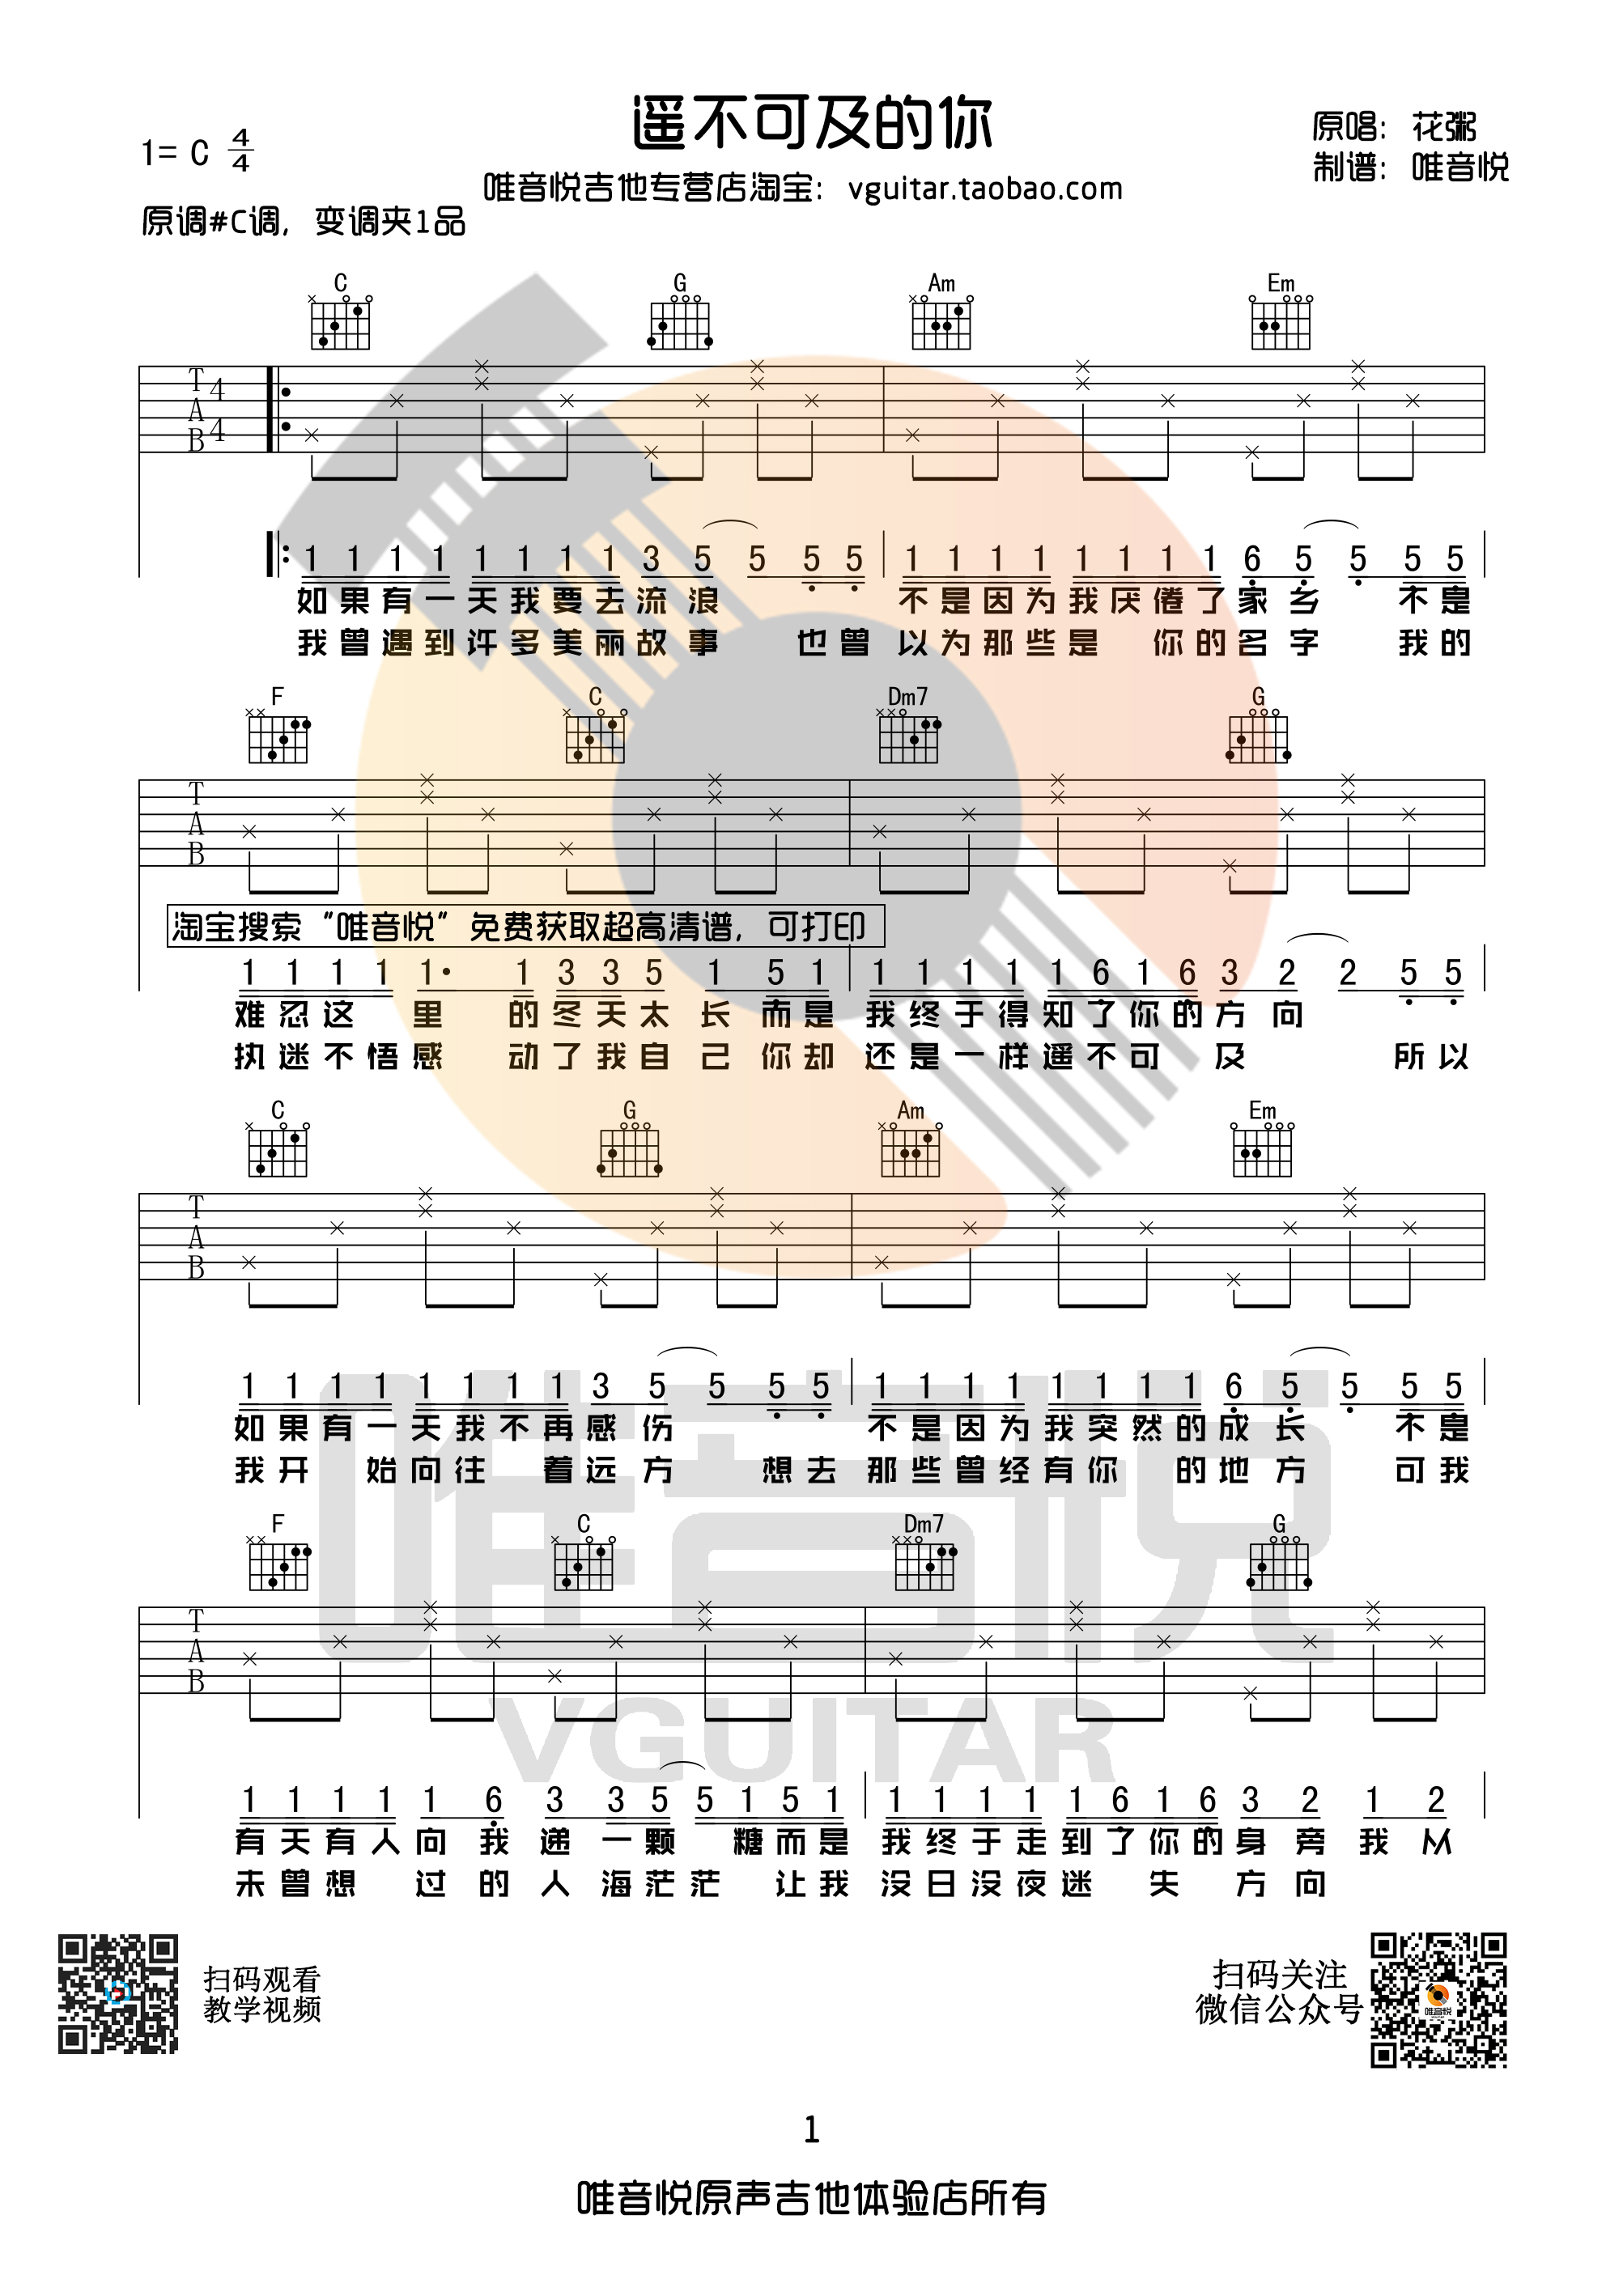 遥不可及的你
1= C 4/4
原唱: 花粥
制谱: 唯音悦
唯音悦吉他专营店淘宝: vguitar.taobao.com
原调#C调, 变调夹1品
C G Am Em
T A B 4 4
1 1 1 1 1 1 1 1 3 5 5 5 5 1 1 1 1 1 1 1 1 6 5 5 5 5
如果有一天我要去流浪 不是因为我厌倦了家乡 不是
我曾遇到许多美丽故事 也曾 以为那些是 你的名字 我的
F C Dm7 G
T A B
淘宝搜索“唯音悦”免费获取超高清谱, 可打印
1 1 1 1 1· 1 3 3 5 1 5 1 1 1 1 1 1 6 1 6 3 2 2 5 5
难忍这 里 的冬天太 长 而是 我终于得知了你的方向
执迷不悟感 动了我自 己 你却 还是一样遥不可 及 所以
C G Am Em
T A B
1 1 1 1 1 1 1 1 3 5 5 5 5 1 1 1 1 1 1 1 1 6 5 5 5 5
如果有一天我不再感伤 不是因为我突然的成长 不是
我开 始向往 着远方 想去 那些曾经有你 的地方 可我
F C Dm7 G
T A B
1 1 1 1 1 6 3 3 5 5 1 5 1 1 1 1 1 1 6 1 6 3 2 1 2
有天有人向 我 递 一颗 糖而是 我终于走到了你的身旁 我从
未曾想 过 的 人 海茫茫 让我 没日没夜迷 失 方向
唯音悦
VGUITAR
扫码观看
教学视频
扫码关注
微信公众号
唯音悦
1
唯音悦原声吉他体验店所有